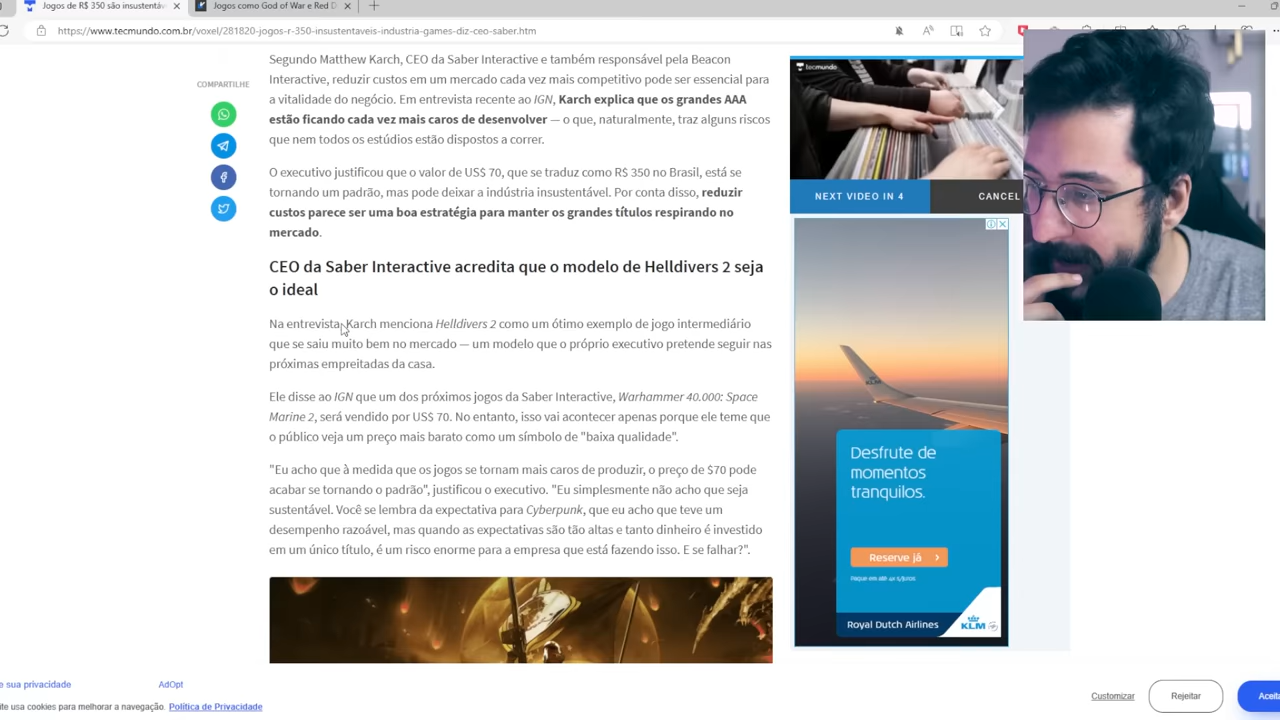 Jogos de R$ 350 são insustentáv
Jogos como God of War e Red D
https://www.tecmundo.com.br/voxel/281820-jogos-r-350-insustentaveis-industria-games-diz-ceo-saber.htm
COMPARTILHE
Segundo Matthew Karch, CEO da Saber Interactive e também responsável pela Beacon
Interactive, reduzir custos em um mercado cada vez mais competitivo pode ser essencial para
a vitalidade do negócio. Em entrevista recente ao IGN, Karch explica que os grandes AAA
estão ficando cada vez mais caros de desenvolver — o que, naturalmente, traz alguns riscos
que nem todos os estúdios estão dispostos a correr.
O executivo justificou que o valor de US$ 70, que se traduz como R$ 350 no Brasil, está se
tornando um padrão, mas pode deixar a indústria insustentável. Por conta disso, reduzir
custos parece ser uma boa estratégia para manter os grandes títulos respirando no
mercado.
CEO da Saber Interactive acredita que o modelo de Helldivers 2 seja
o ideal
Na entrevista, Karch menciona Helldivers 2 como um ótimo exemplo de jogo intermediário
que se saiu muito bem no mercado — um modelo que o próprio executivo pretende seguir nas
próximas empreitadas da casa.
Ele disse ao IGN que um dos próximos jogos da Saber Interactive, Warhammer 40.000: Space
Marine 2, será vendido por US$ 70. No entanto, isso vai acontecer apenas porque ele teme que
o público veja um preço mais barato como um símbolo de "baixa qualidade".
"Eu acho que à medida que os jogos se tornam mais caros de produzir, o preço de $70 pode
acabar se tornando o padrão", justificou o executivo. "Eu simplesmente não acho que seja
sustentável. Você se lembra da expectativa para Cyberpunk, que eu acho que teve um
desempenho razoável, mas quando as expectativas são tão altas e tanto dinheiro é investido
em um único título, é um risco enorme para a empresa que está fazendo isso. E se falhar?".
tecmundo
NEXT VIDEO IN 4
CANCEL
Desfrute de
momentos
tranquilos.
Reserve já
Royal Dutch Airlines
KLM
e sua privacidade
AdOpt
ite usa cookies para melhorar a navegação. Política de Privacidade
Customizar
Rejeitar
Aceita